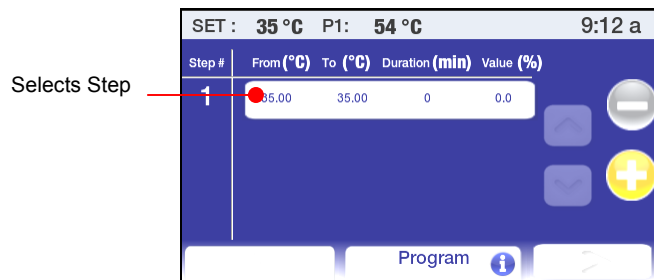 SET : 35 °C P1: 54 °C 9:12 a
Step # From (°C) To (°C) Duration (min) Value (%)
Selects Step
1 35.00 35.00 0 0.0
Program